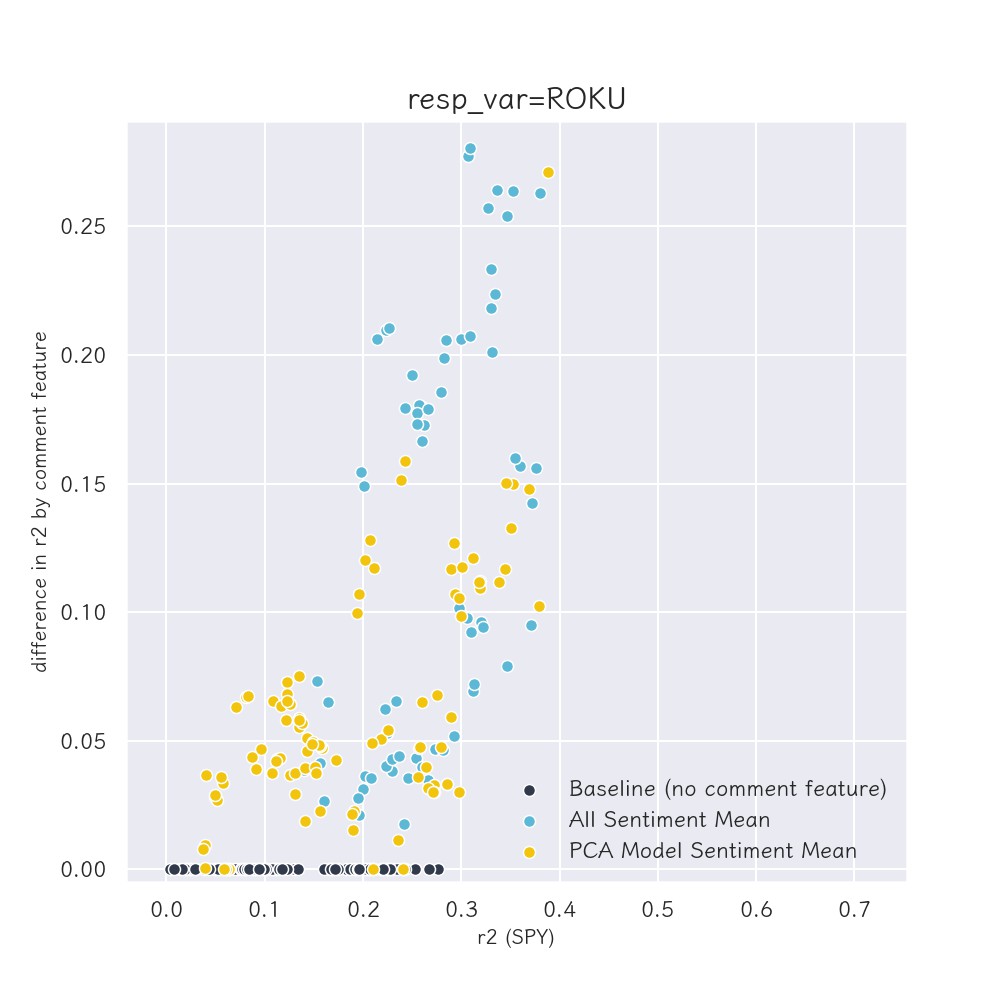 resp_var=ROKU
difference in r2 by comment feature
0.25
0.20
0.15
0.10
0.05
0.00
Baseline (no comment feature)
All Sentiment Mean
PCA Model Sentiment Mean
0.0 0.1 0.2 0.3 0.4 0.5 0.6 0.7
r2 (SPY)